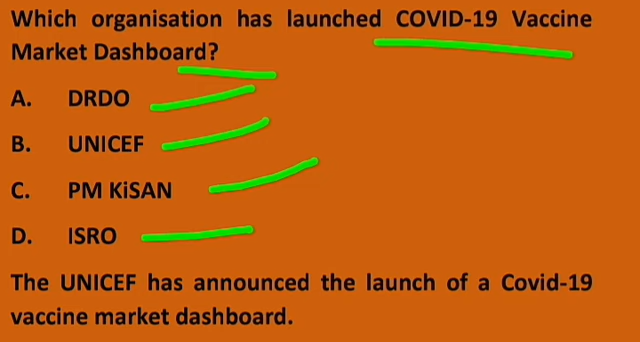 Which organisation has launched COVID-19 Vaccine
Market Dashboard?
A. DRDO
B. UNICEF
C. PM KiSAN
D. ISRO
The UNICEF has announced the launch of a Covid-19
vaccine market dashboard.